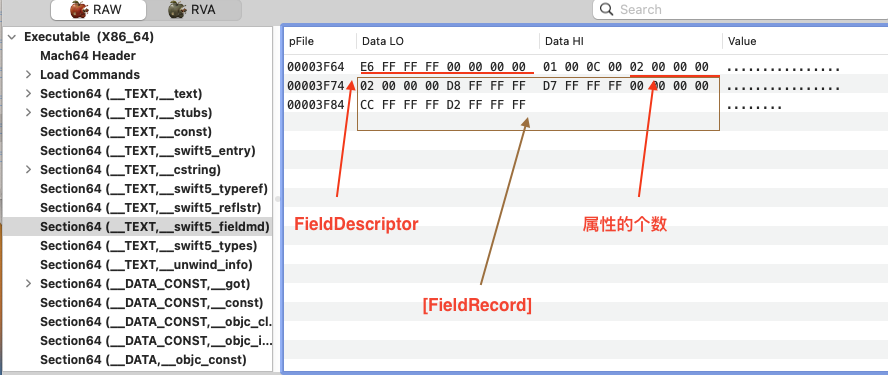 RAW
RVA
Search
Executable (X86_64)
Mach64 Header
Load Commands
Section64 (__TEXT,__text)
Section64 (__TEXT,__stubs)
Section64 (__TEXT,__const)
Section64 (__TEXT,__swift5_entry)
Section64 (__TEXT,__cstring)
Section64 (__TEXT,__swift5_typeref)
Section64 (__TEXT,__swift5_reflstr)
Section64 (__TEXT,__swift5_fieldmd)
Section64 (__TEXT,__swift5_types)
Section64 (__TEXT,__unwind_info)
Section64 (__DATA_CONST,__got)
Section64 (__DATA_CONST,__const)
Section64 (__DATA_CONST,__objc_cl...
Section64 (__DATA_CONST,__objc_i...
Section64 (__DATA,__objc_const)
pFile Data LO Data HI Value
00003F64 E6 FF FF FF 00 00 00 00 01 00 0C 00 02 00 00 00 ................
00003F74 02 00 00 00 D8 FF FF FF D7 FF FF FF 00 00 00 00 ................
00003F84 CC FF FF FF D2 FF FF FF ........
FieldDescriptor
属性的个数
[FieldRecord]